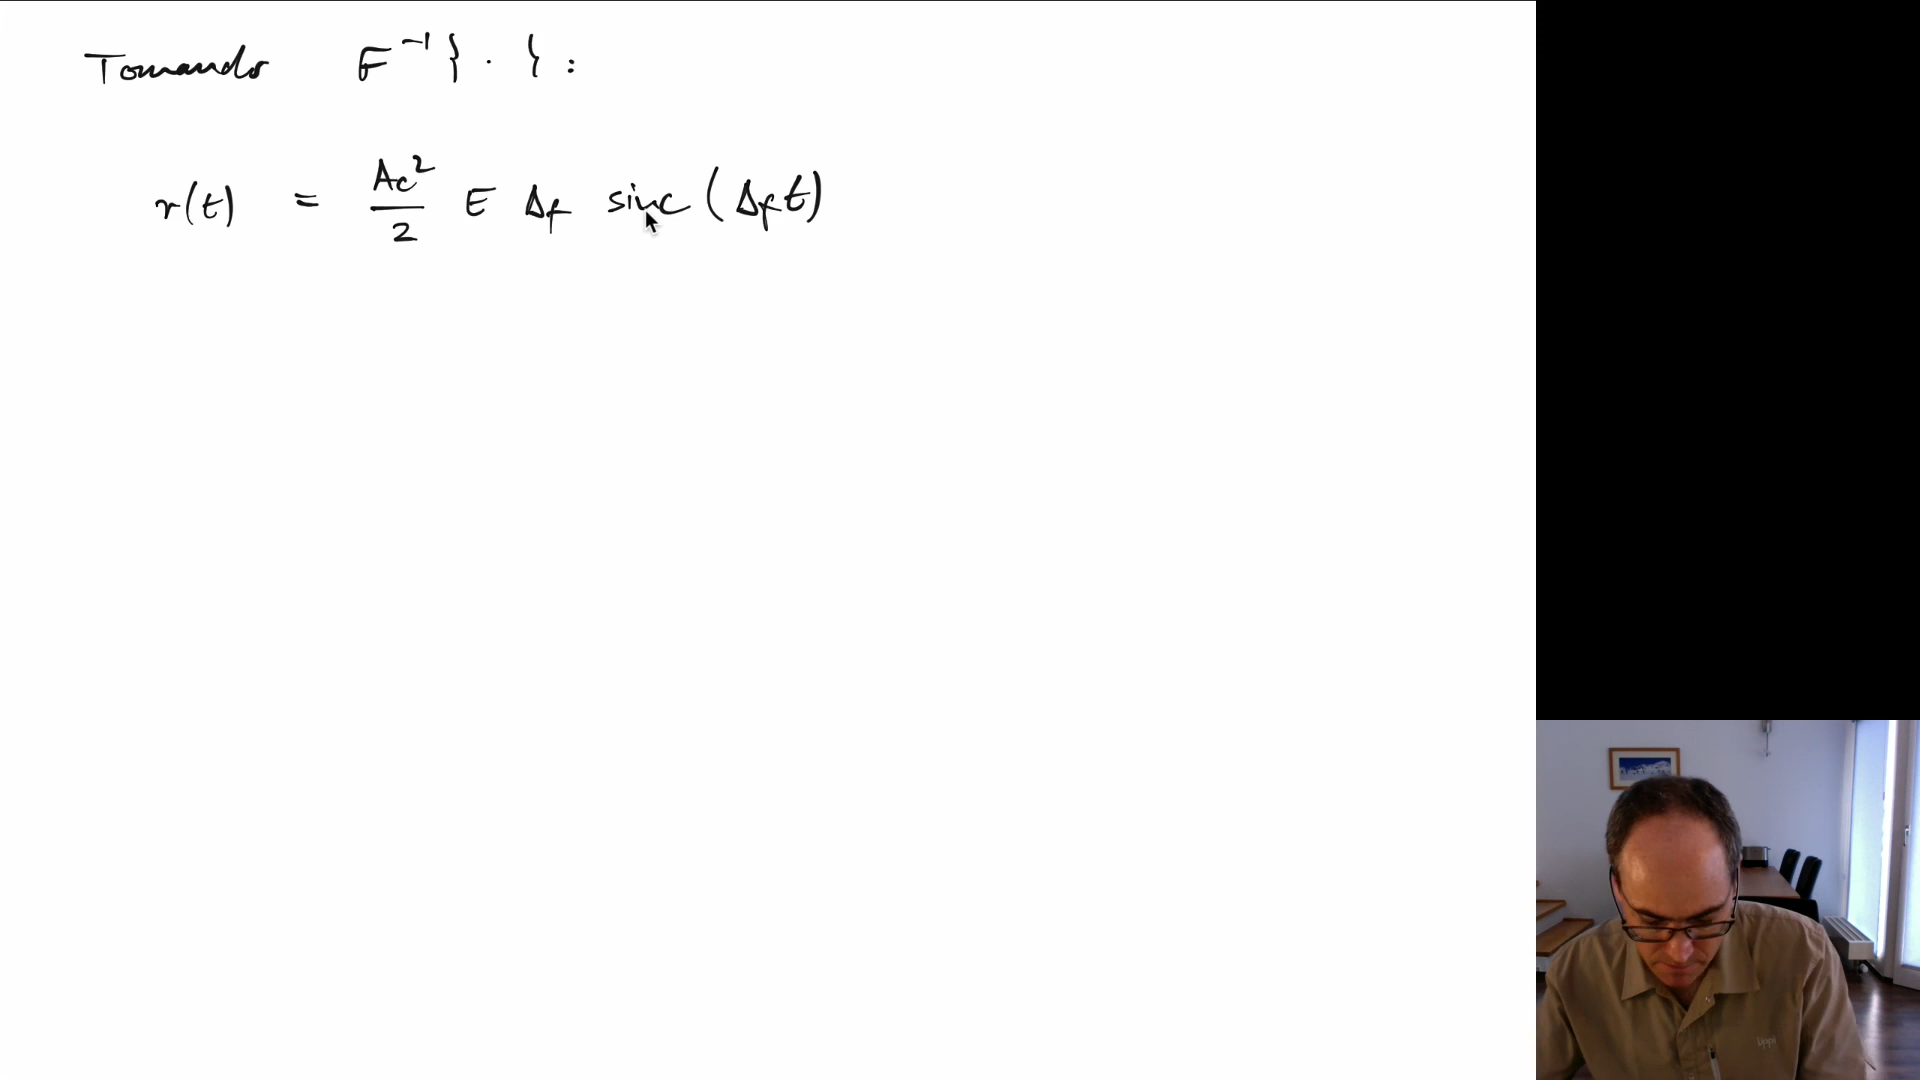 Tomando F⁻¹{·}:
r(t) = Ac²/2 E Δf sinc(Δf t)